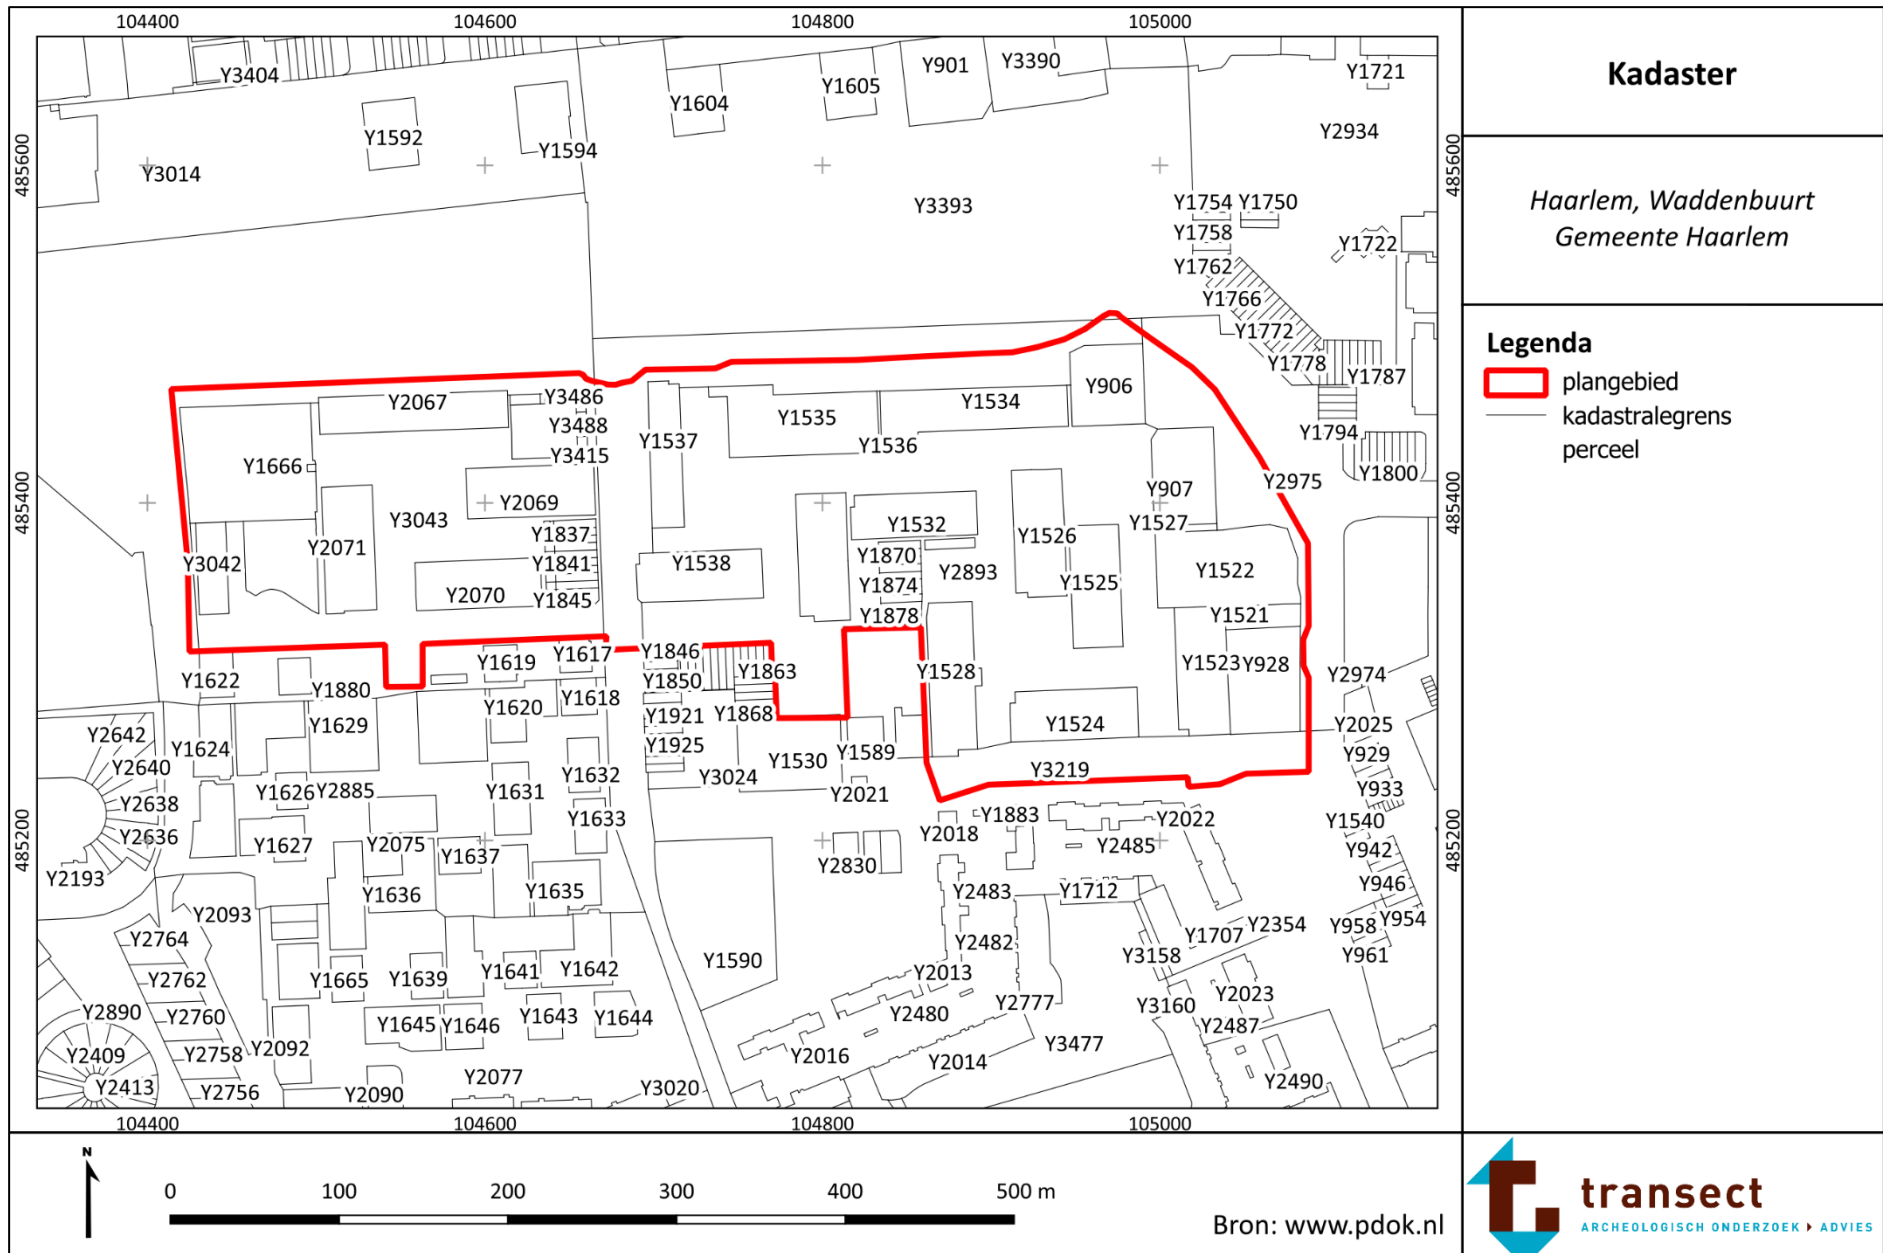 104400 104600 104800 105000
485600
485400
485200
485600
485400
485200
Y3404
Y1592
Y1594
Y3014
Y1604
Y1605
Y901
Y3390
Y1721
Y2934
Y3393
Y1754 Y1750
Y1758
Y1722
Y1762
Y1766
Y1772
Y1778
Y1787
Y1794
Y1800
Y2067
Y3486
Y3488
Y3415
Y1666
Y2069
Y3043
Y1837
Y2071
Y3042
Y1841
Y2070
Y1845
Y1537
Y1535
Y1534
Y1536
Y906
Y907
Y2975
Y1527
Y1532
Y1526
Y1538
Y1870
Y2893
Y1874
Y1525
Y1522
Y1878
Y1521
Y1846
Y1617
Y1619
Y1863
Y1528
Y1523
Y928
Y2974
Y1622
Y1880
Y1850
Y1618
Y1620
Y1629
Y1921
Y1868
Y1524
Y2025
Y2642
Y1624
Y1925
Y1530
Y1589
Y929
Y2640
Y3024
Y3219
Y1632
Y1626
Y2885
Y1631
Y2021
Y933
Y2638
Y1633
Y1883
Y2022
Y1540
Y2636
Y1627
Y2075
Y1637
Y2018
Y2485
Y942
Y2193
Y2830
Y1636
Y1635
Y2483
Y1712
Y946
Y2093
Y954
Y2764
Y2482
Y1707
Y2354
Y958
Y3158
Y961
Y1590
Y2762
Y1665
Y1639
Y1641
Y1642
Y2013
Y2023
Y2890
Y2760
Y1645
Y1646
Y1643
Y1644
Y2480
Y2777
Y3160
Y2487
Y2409
Y2758
Y2092
Y2016
Y2014
Y3477
Y2413
Y2756
Y2090
Y2077
Y3020
Y2490
104400 104600 104800 105000
Kadaster
Haarlem, Waddenbuurt
Gemeente Haarlem
Legenda
plangebied
kadastralegrens
perceel
N
0 100 200 300 400 500 m
Bron: www.pdok.nl
transect
ARCHEOLOGISCH ONDERZOEK ▸ ADVIES